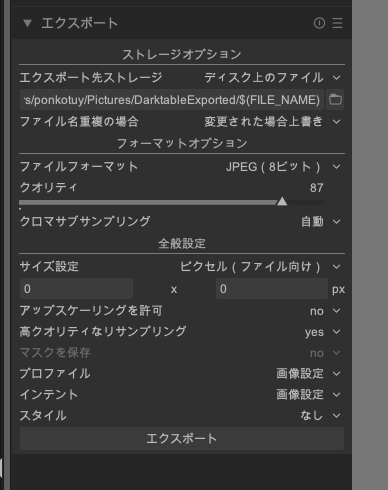 エクスポート
ストレージオプション
エクスポート先ストレージ ディスク上のファイル
s/ponkotuy/Pictures/DarktableExported/$(FILE_NAME)
ファイル名重複の場合 変更された場合上書き
フォーマットオプション
ファイルフォーマット JPEG ( 8ビット )
クオリティ 87
クロマサブサンプリング 自動
全般設定
サイズ設定 ピクセル ( ファイル向け )
0 x 0 px
アップスケーリングを許可 no
高クオリティなリサンプリング yes
マスクを保存 no
プロファイル 画像設定
インテント 画像設定
スタイル なし
エクスポート